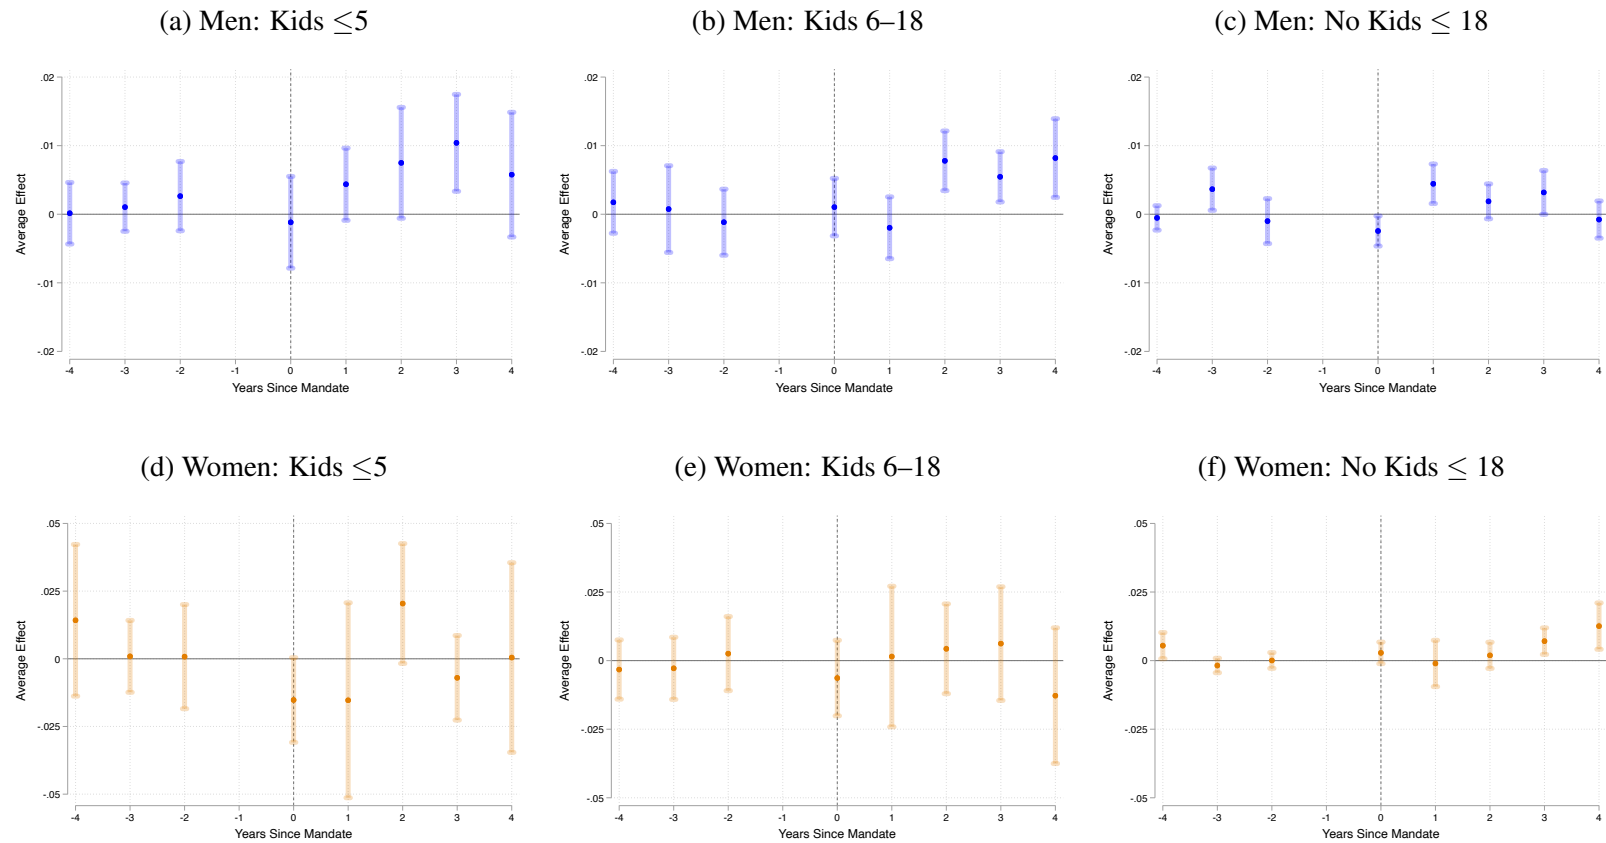 (a) Men: Kids ≤5
(b) Men: Kids 6–18
(c) Men: No Kids ≤ 18
.02
.01
0
-.01
-.02
Average Effect
-4 -3 -2 -1 0 1 2 3 4
Years Since Mandate
.02
.01
0
-.01
-.02
Average Effect
-4 -3 -2 -1 0 1 2 3 4
Years Since Mandate
.02
.01
0
-.01
-.02
Average Effect
-4 -3 -2 -1 0 1 2 3 4
Years Since Mandate
(d) Women: Kids ≤5
(e) Women: Kids 6–18
(f) Women: No Kids ≤ 18
.05
.025
0
-.025
-.05
Average Effect
-4 -3 -2 -1 0 1 2 3 4
Years Since Mandate
.05
.025
0
-.025
-.05
Average Effect
-4 -3 -2 -1 0 1 2 3 4
Years Since Mandate
.05
.025
0
-.025
-.05
Average Effect
-4 -3 -2 -1 0 1 2 3 4
Years Since Mandate